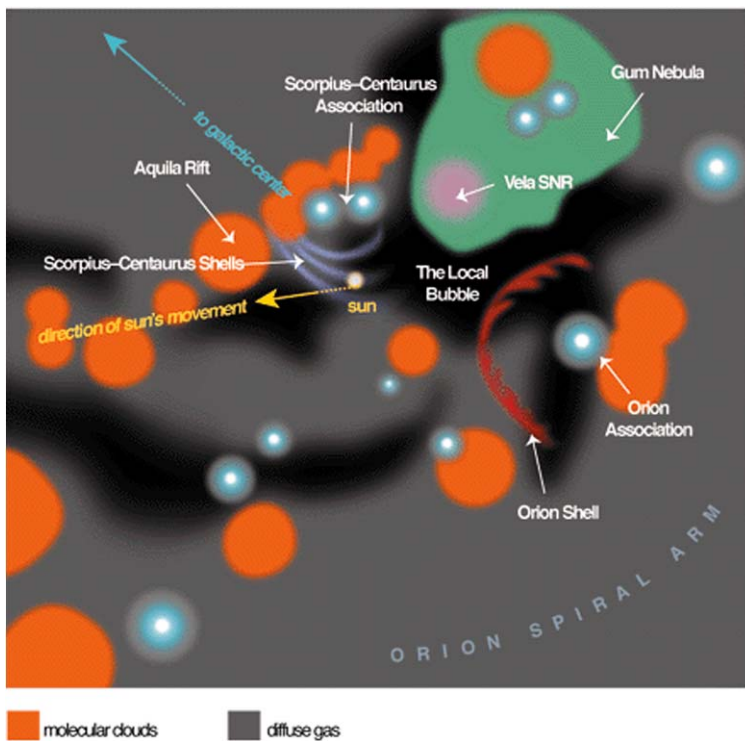 Scorpius–Centaurus
Association
Gum Nebula
to galactic center
Aquila Rift
Vela SNR
Scorpius–Centaurus Shells
The Local
Bubble
sun
direction of sun's movement
Orion
Association
Orion Shell
ORION SPIRAL ARM
molecular clouds
diffuse gas